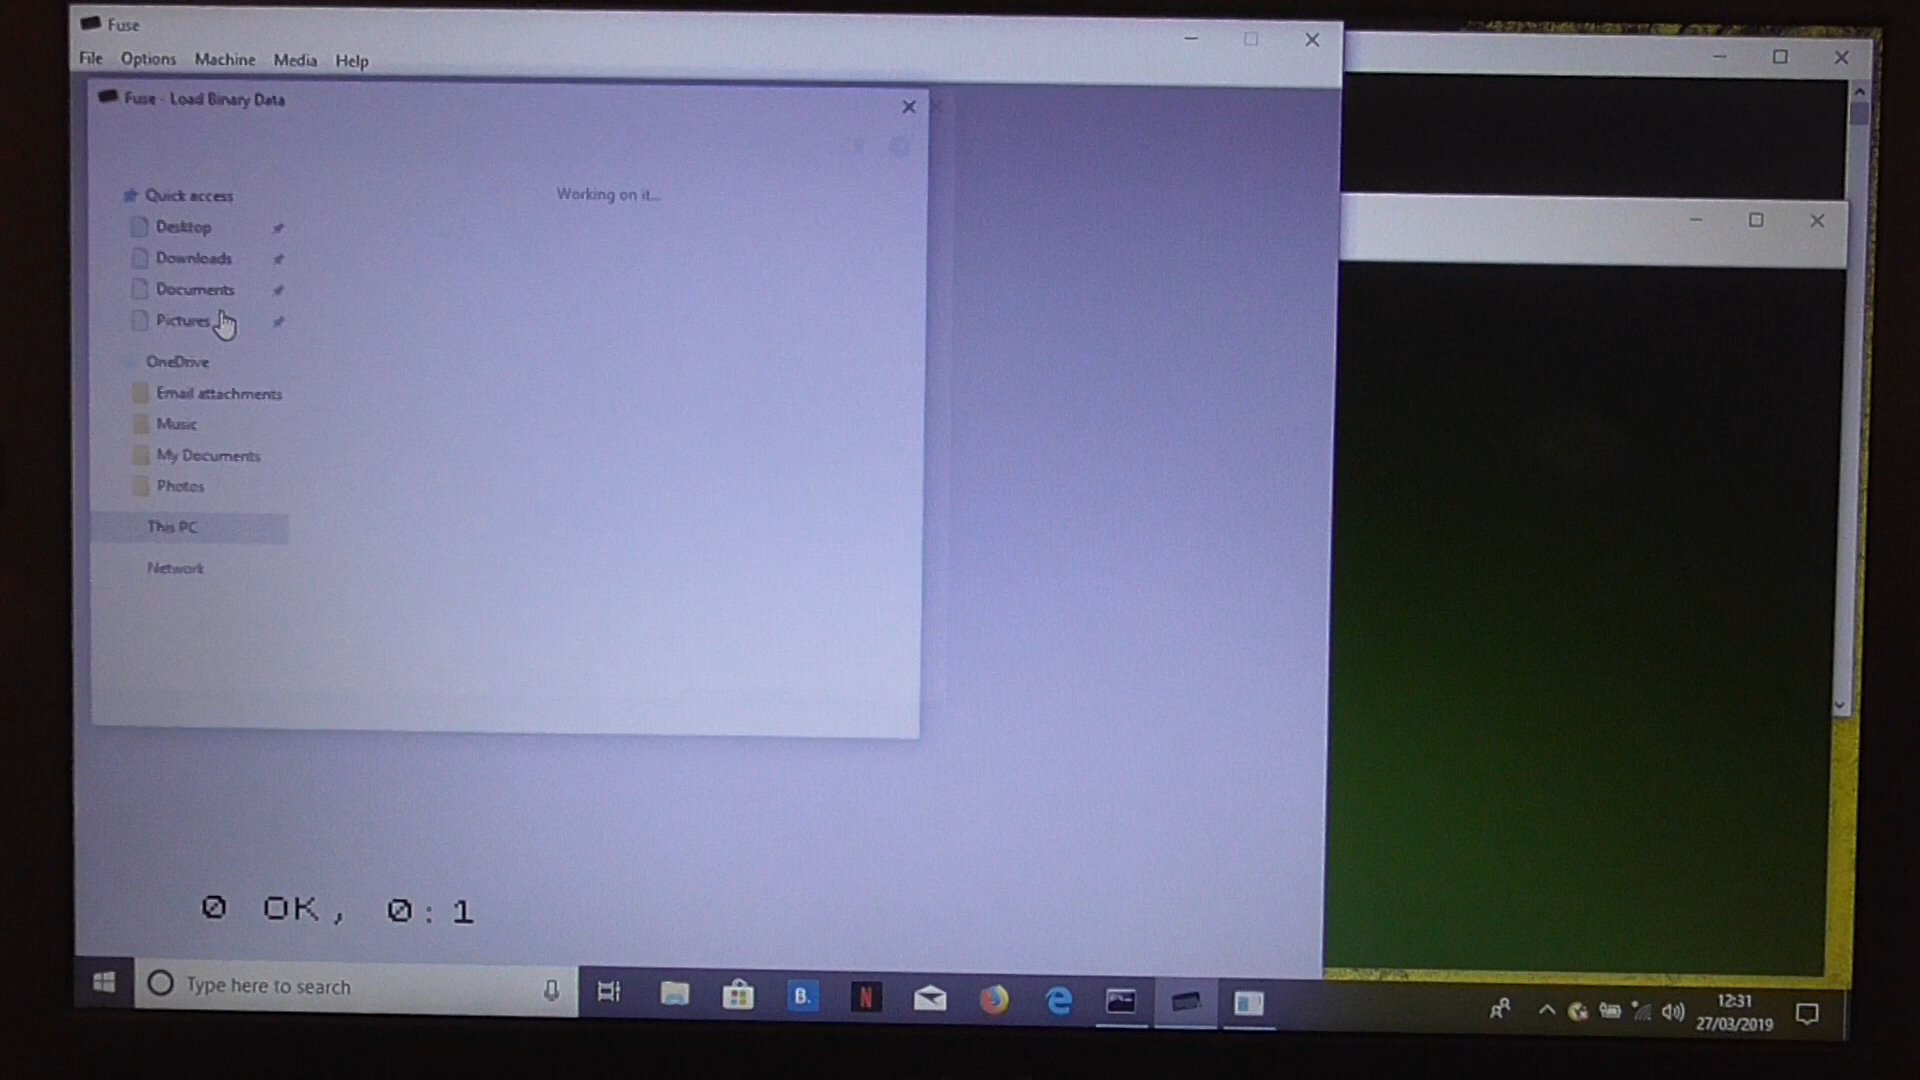 Fuse
File Options Machine Media Help
Fuse - Load Binary Data
Quick access
Working on it...
Desktop
Downloads
Documents
Pictures
OneDrive
Email attachments
Music
My Documents
Photos
This PC
Network
0 OK, 0:1
Type here to search
B.
N
12:31
27/03/2019